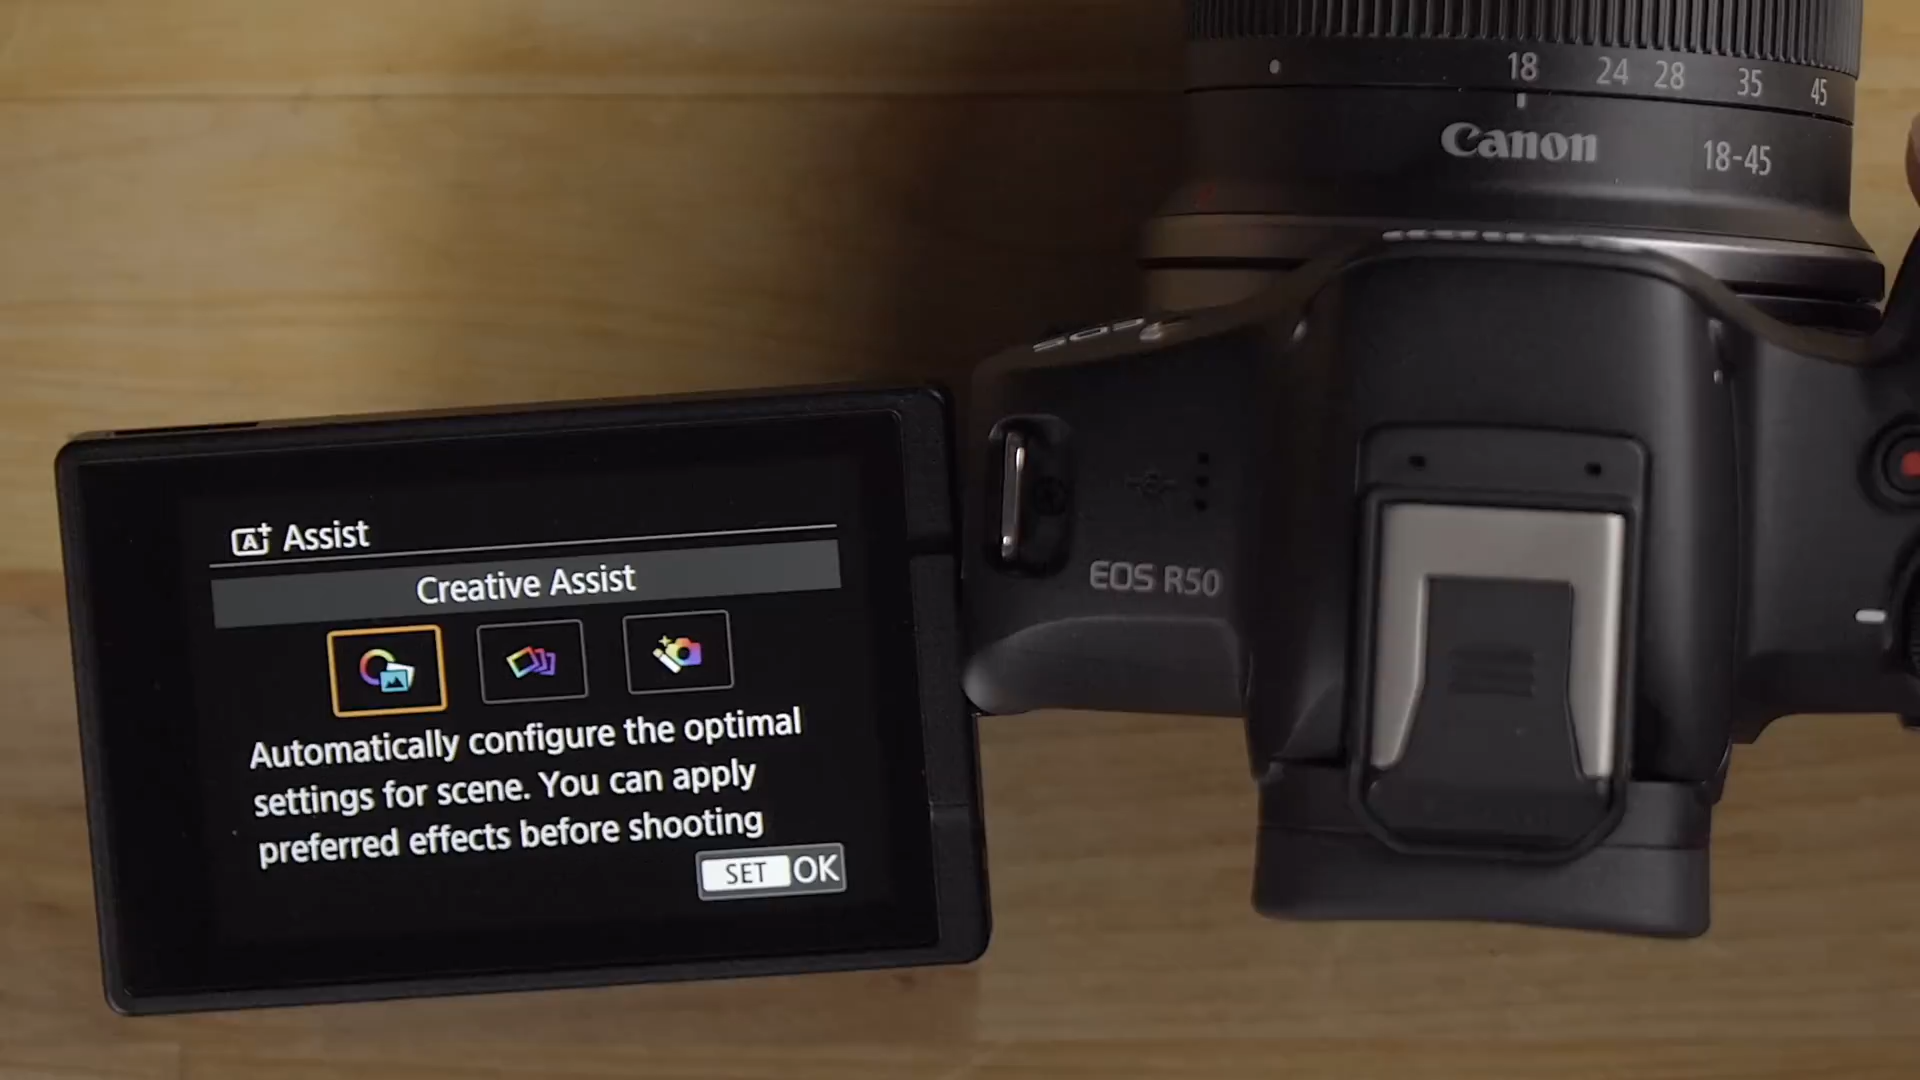 A+ Assist
Creative Assist
Automatically configure the optimal
settings for scene. You can apply
preferred effects before shooting
SET OK
18 24 28 35 45
Canon
18-45
EOS R50